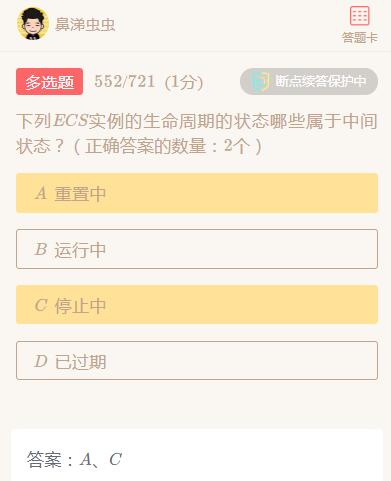 鼻涕虫虫
答题卡
多选题 552/721 (1分) 断点续答保护中
下列ECS实例的生命周期的状态哪些属于中间
状态？（正确答案的数量：2个）
A 重置中
B 运行中
C 停止中
D 已过期
答案：A、C